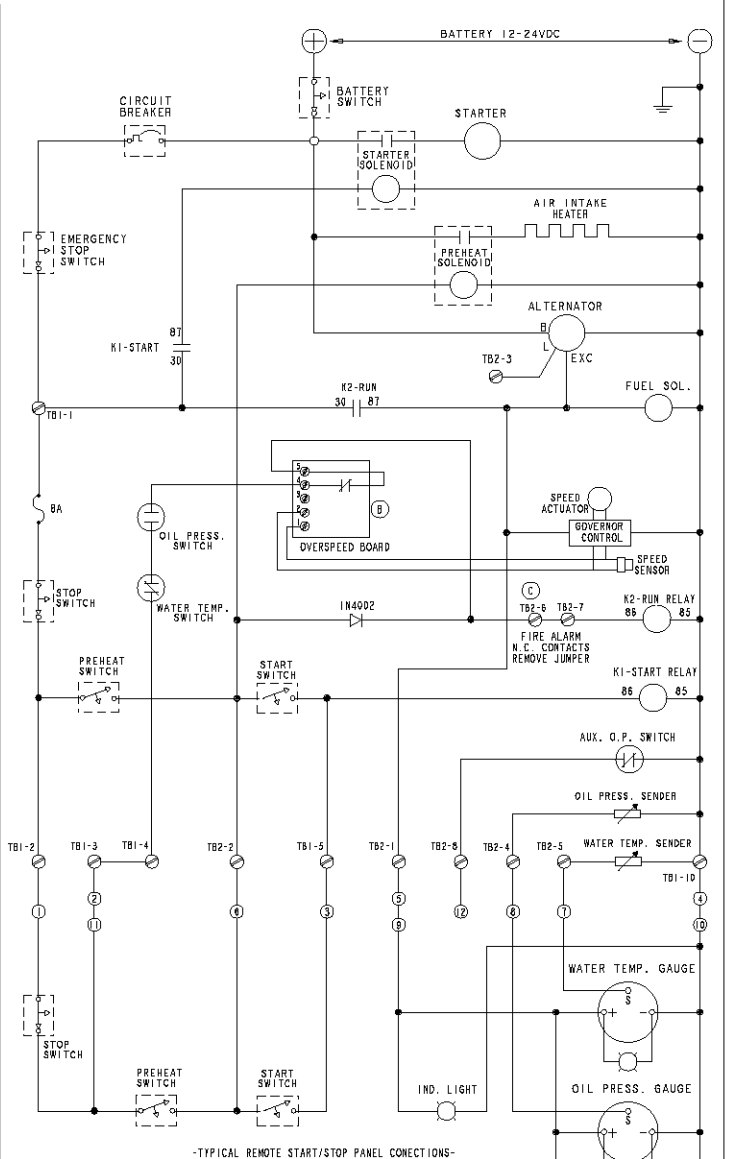 BATTERY 12-24VDC
+
-
BATTERY
SWITCH
CIRCUIT
BREAKER
STARTER
STARTER
SOLENOID
AIR INTAKE
HEATER
EMERGENCY
STOP
SWITCH
PREHEAT
SOLENOID
ALTERNATOR
B
L
EXC
87
K1-START
30
TB2-3
K2-RUN
30
87
FUEL SOL.
TB1-1
8A
5
4
3
2
1
B
OVERSPEED BOARD
OIL PRESS.
SWITCH
SPEED
ACTUATOR
GOVERNOR
CONTROL
SPEED
SENSOR
STOP
SWITCH
WATER TEMP.
SWITCH
1N4002
C
TB2-6
TB2-7
FIRE ALARM
N.C. CONTACTS
REMOVE JUMPER
K2-RUN RELAY
86
85
PREHEAT
SWITCH
START
SWITCH
K1-START RELAY
86
85
AUX. O.P. SWITCH
OIL PRESS. SENDER
WATER TEMP. SENDER
TB1-2
TB1-3
TB1-4
TB2-2
TB1-5
TB2-1
TB2-8
TB2-4
TB2-5
TB1-10
1
2
11
6
3
5
9
12
8
7
4
10
WATER TEMP. GAUGE
S
+
-
STOP
SWITCH
PREHEAT
SWITCH
START
SWITCH
IND. LIGHT
OIL PRESS. GAUGE
S
+
-
-TYPICAL REMOTE START/STOP PANEL CONECTIONS-